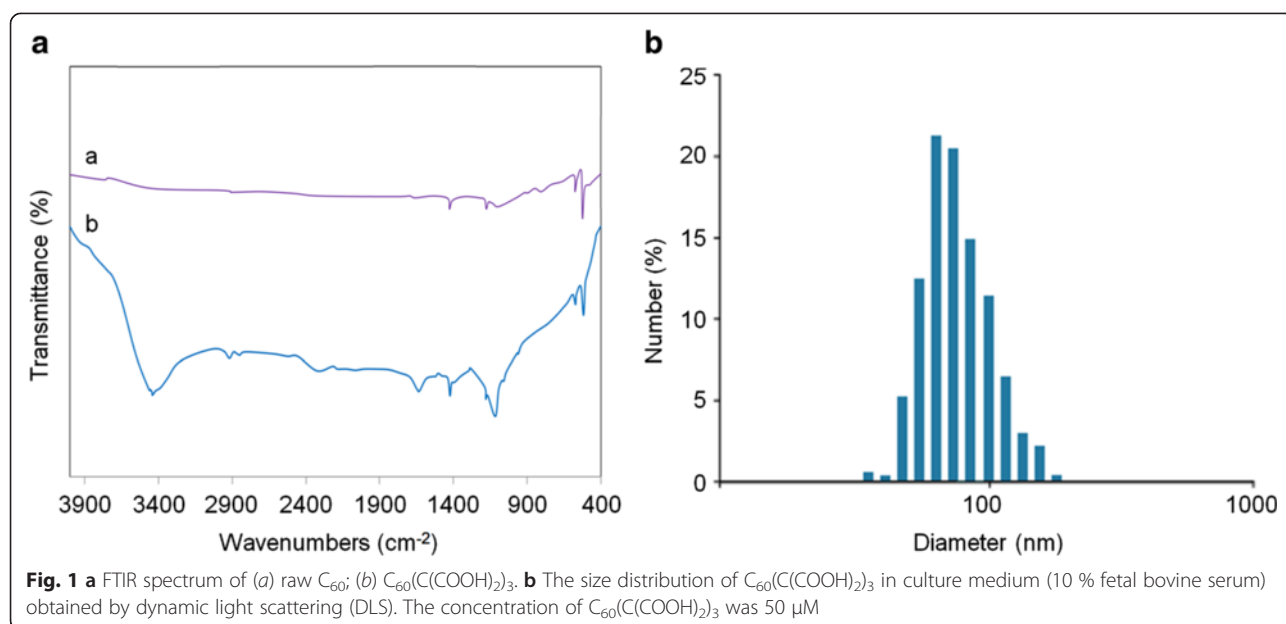 a
b
Transmittance (%)
a
b
3900 3400 2900 2400 1900 1400 900 400
Wavenumbers (cm⁻²)
Number (%)
25
20
15
10
5
0
100 1000
Diameter (nm)
Fig. 1 a FTIR spectrum of (a) raw C₆₀; (b) C₆₀(C(COOH)₂)₃. b The size distribution of C₆₀(C(COOH)₂)₃ in culture medium (10 % fetal bovine serum)
obtained by dynamic light scattering (DLS). The concentration of C₆₀(C(COOH)₂)₃ was 50 μM